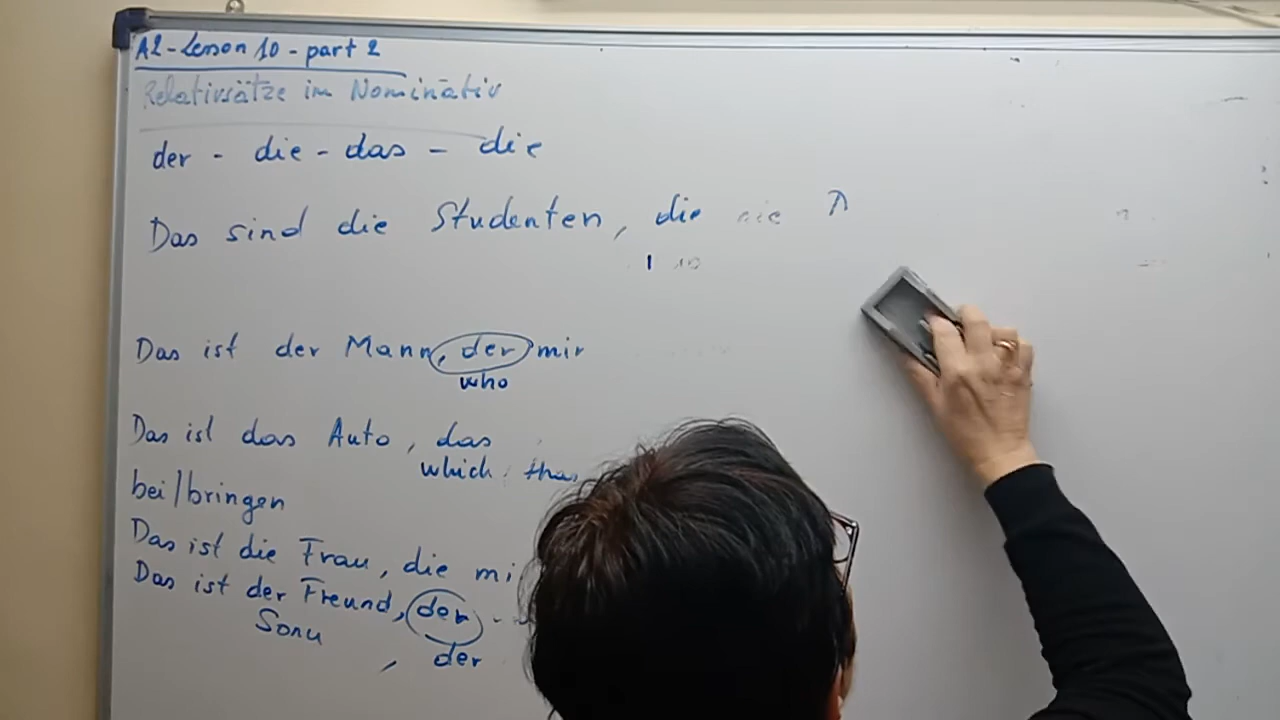 A2 - Lesson 10 - part 2
Relativsätze im Nominativ
der - die - das - die
Das sind die Studenten, die
Das ist der Mann, der mir
who
Das ist das Auto, das
which
bei/bringen
Das ist die Frau, die
Das ist der Freund, der
Sonu
, der